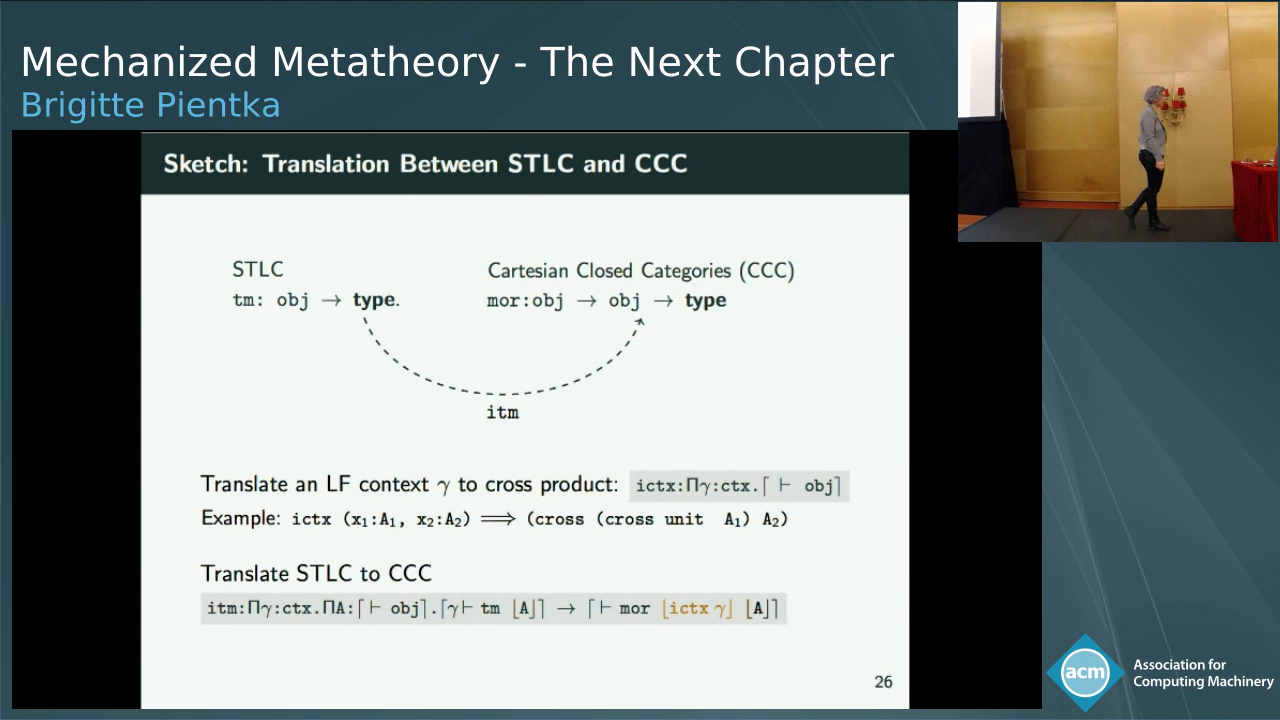 Mechanized Metatheory - The Next Chapter
Brigitte Pientka
Sketch: Translation Between STLC and CCC
STLC
Cartesian Closed Categories (CCC)
tm: obj → type.
mor:obj → obj → type
itm
Translate an LF context γ to cross product: ictx:Πγ:ctx.⌈ ⊢ obj⌉
Example: ictx (x₁:A₁, x₂:A₂) ⟹ (cross (cross unit A₁) A₂)
Translate STLC to CCC
itm:Πγ:ctx.ΠA:⌈ ⊢ obj⌉.⌈γ ⊢ tm ⌊A⌋⌉ → ⌈ ⊢ mor ⌊ictx γ⌋ ⌊A⌋⌉
26
acm
Association for
Computing Machinery